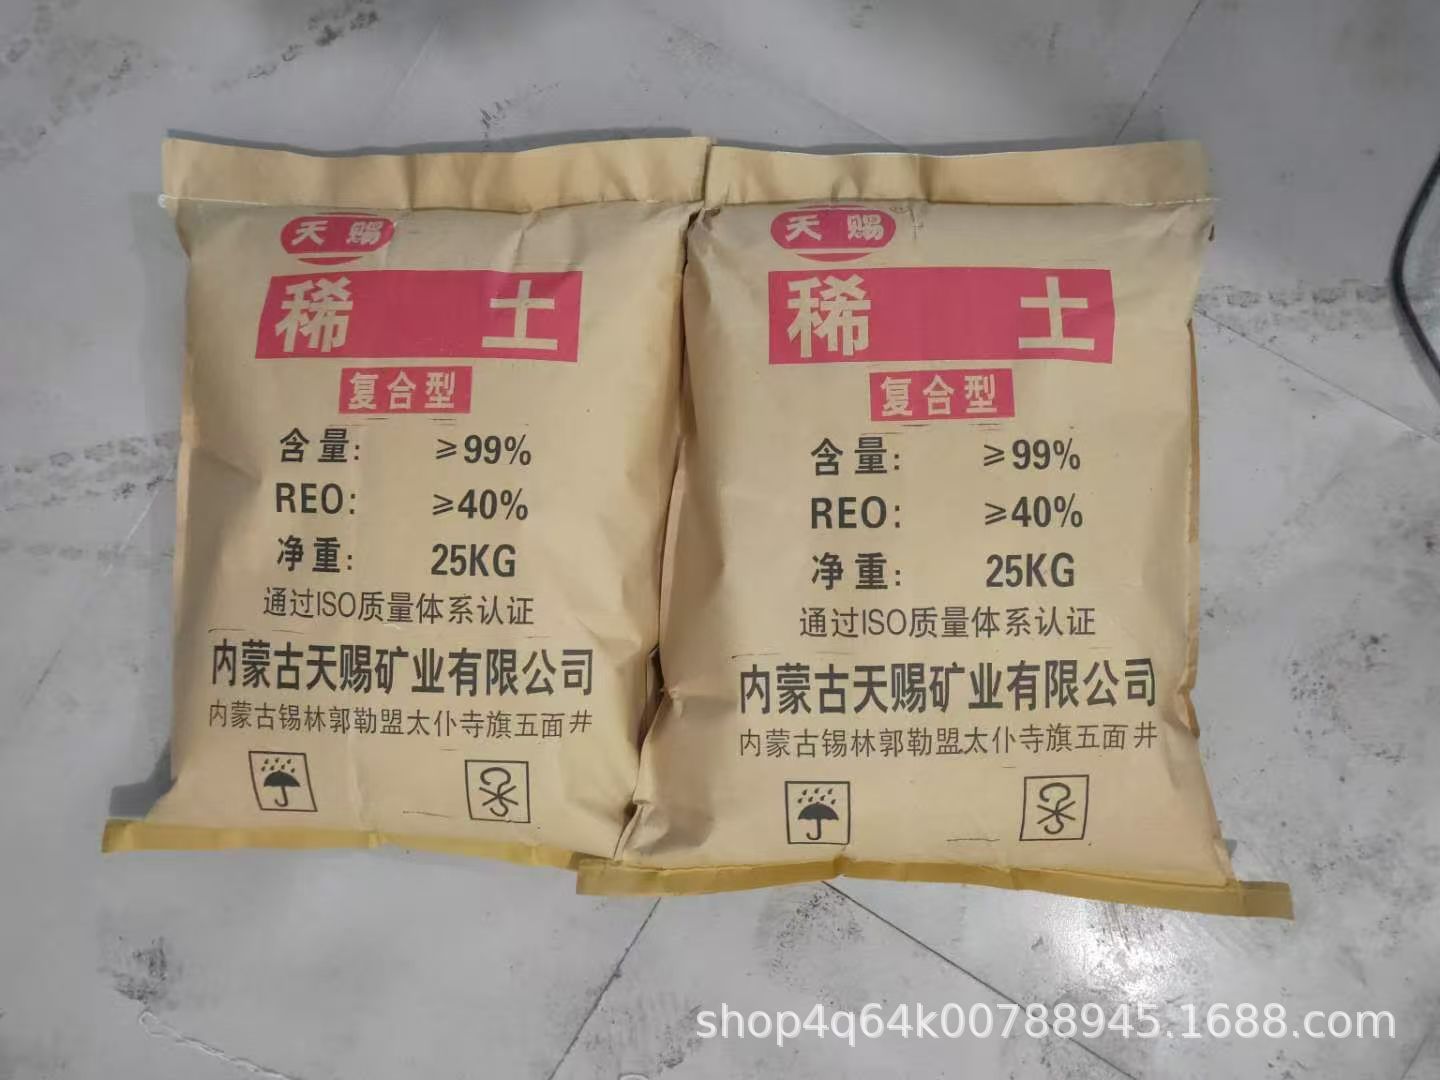 天赐
稀土
复合型
含量: ≥99%
REO: ≥40%
净重: 25KG
通过ISO质量体系认证
内蒙古天赐矿业有限公司
内蒙古锡林郭勒盟太仆寺旗五面井
天赐
稀土
复合型
含量: ≥99%
REO: ≥40%
净重: 25KG
通过ISO质量体系认证
内蒙古天赐矿业有限公司
内蒙古锡林郭勒盟太仆寺旗五面井
shop4q64k00788945.1688.com